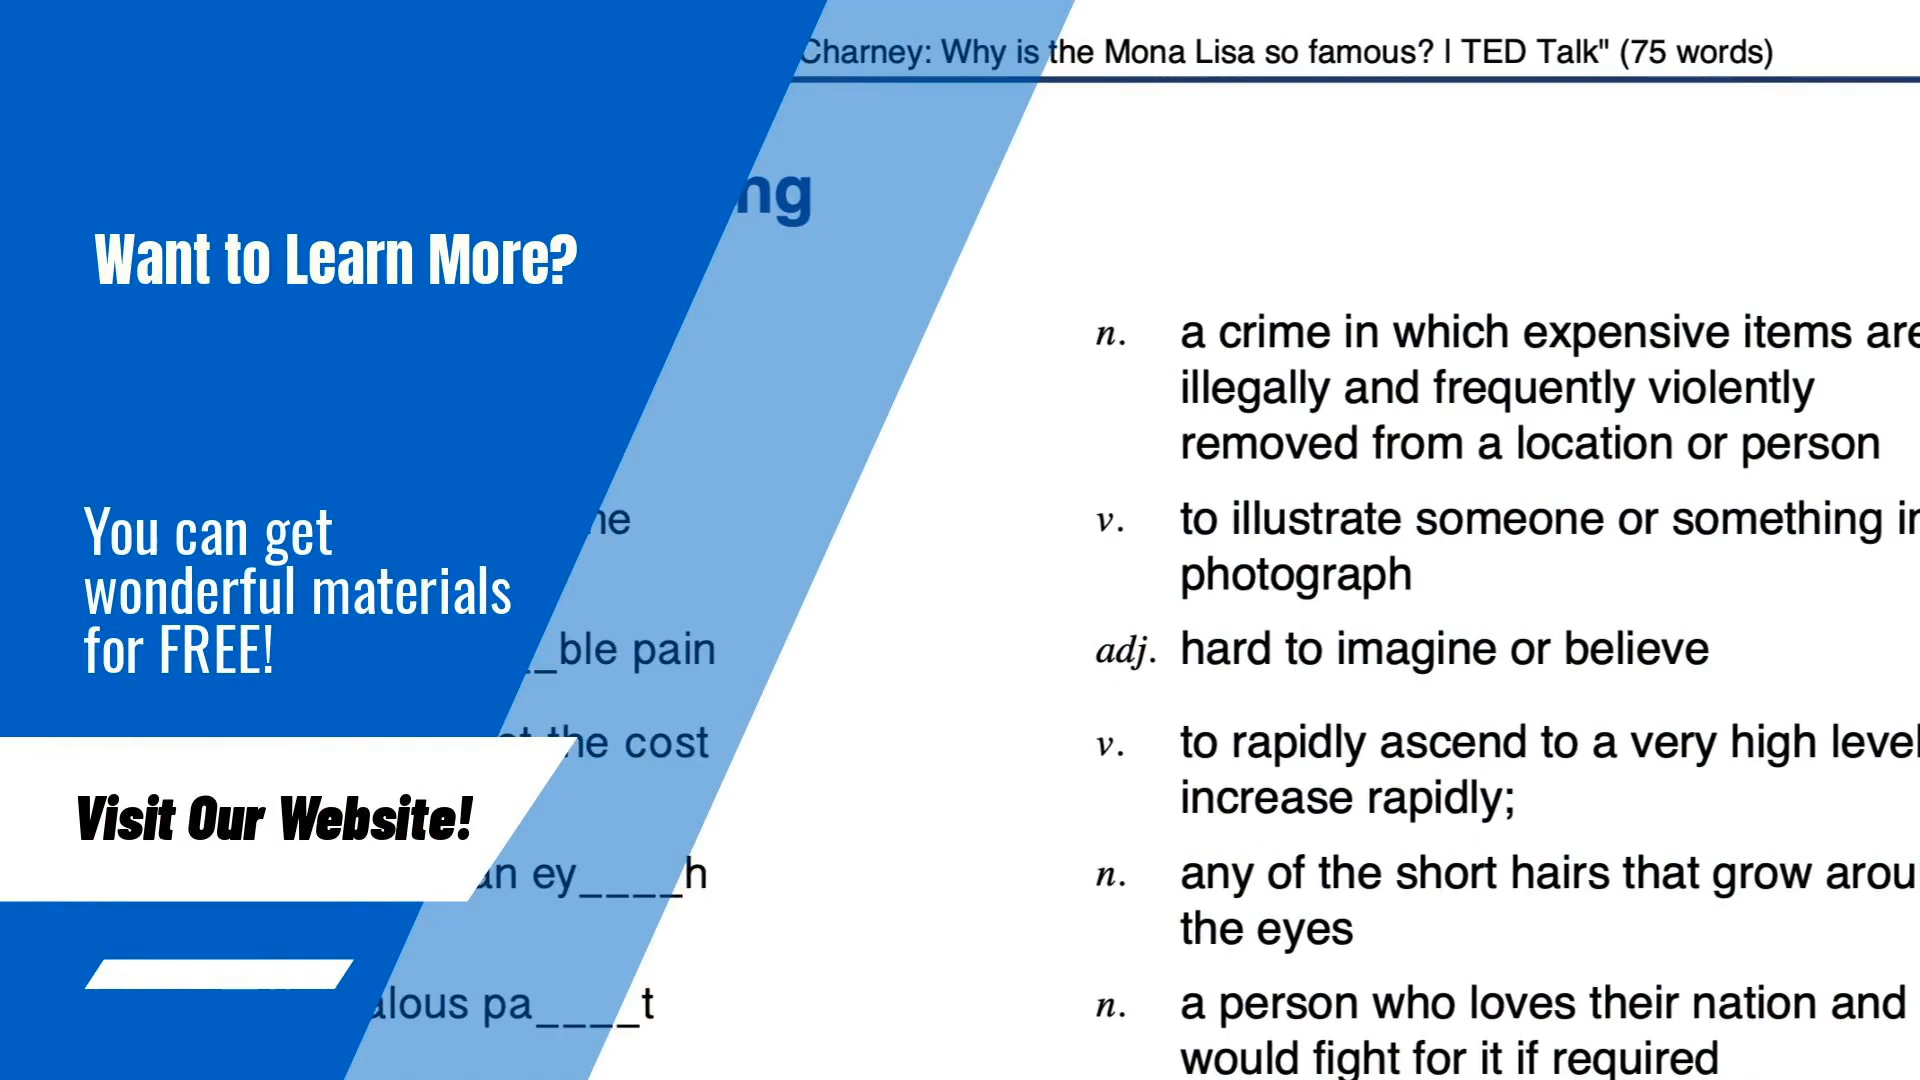 Charney: Why is the Mona Lisa so famous? | TED Talk" (75 words)
ng
Want to Learn More?
You can get
wonderful materials
for FREE!
Visit Our Website!
n. a crime in which expensive items are
illegally and frequently violently
removed from a location or person
ne v. to illustrate someone or something in
photograph
_ble pain adj. hard to imagine or believe
the cost v. to rapidly ascend to a very high level
increase rapidly;
an ey____h n. any of the short hairs that grow arou
the eyes
alous pa____t n. a person who loves their nation and
would fight for it if required